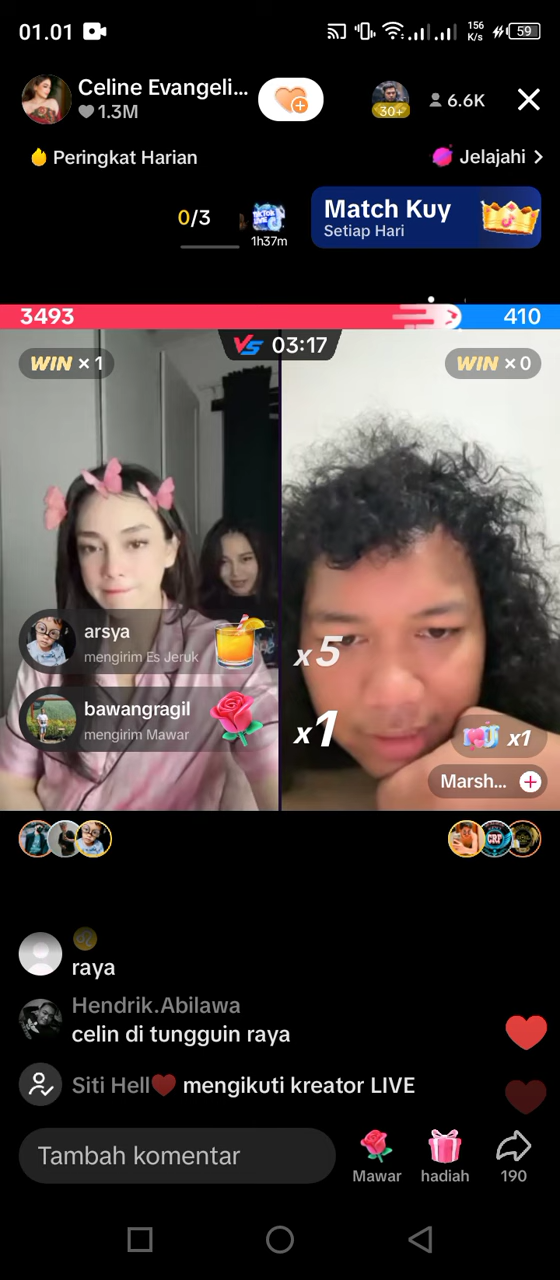 01.01
156
K/s
59
Celine Evangeli...
1.3M
30+
6.6K
Peringkat Harian
Jelajahi >
0/3
1h37m
Match Kuy
Setiap Hari
3493
410
VS 03:17
WIN × 1
WIN × 0
arsya
mengirim Es Jeruk
x5
bawangragil
mengirim Mawar
x1
x1
Marsh...
raya
Hendrik.Abilawa
celin di tungguin raya
Siti Hell❤️ mengikuti kreator LIVE
Tambah komentar
Mawar
hadiah
190